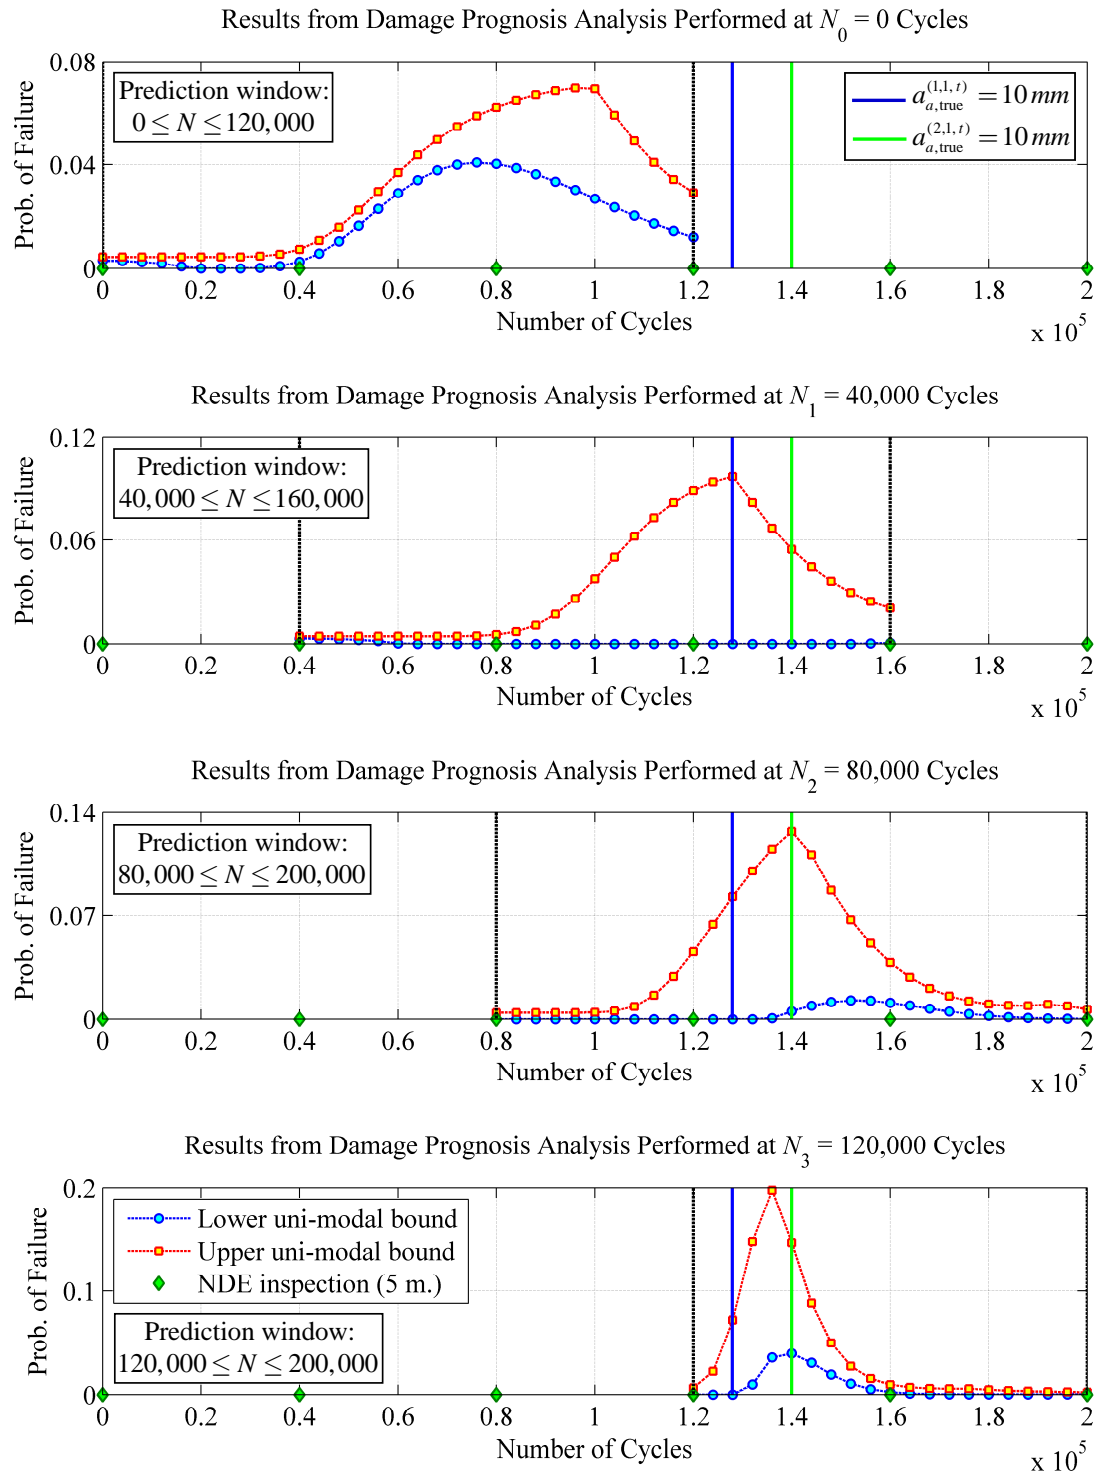 Results from Damage Prognosis Analysis Performed at N0 = 0 Cycles
Prob. of Failure
0.08
0.04
0
Prediction window:
0 ≤ N ≤ 120,000
a_{a,true}^{(1,1,t)} = 10 mm
a_{a,true}^{(2,1,t)} = 10 mm
0 0.2 0.4 0.6 0.8 1 1.2 1.4 1.6 1.8 2
Number of Cycles
x 10^5
Results from Damage Prognosis Analysis Performed at N1 = 40,000 Cycles
Prob. of Failure
0.12
0.06
0
Prediction window:
40,000 ≤ N ≤ 160,000
0 0.2 0.4 0.6 0.8 1 1.2 1.4 1.6 1.8 2
Number of Cycles
x 10^5
Results from Damage Prognosis Analysis Performed at N2 = 80,000 Cycles
Prob. of Failure
0.14
0.07
0
Prediction window:
80,000 ≤ N ≤ 200,000
0 0.2 0.4 0.6 0.8 1 1.2 1.4 1.6 1.8 2
Number of Cycles
x 10^5
Results from Damage Prognosis Analysis Performed at N3 = 120,000 Cycles
Prob. of Failure
0.2
0.1
0
Lower uni-modal bound
Upper uni-modal bound
NDE inspection (5 m.)
Prediction window:
120,000 ≤ N ≤ 200,000
0 0.2 0.4 0.6 0.8 1 1.2 1.4 1.6 1.8 2
Number of Cycles
x 10^5